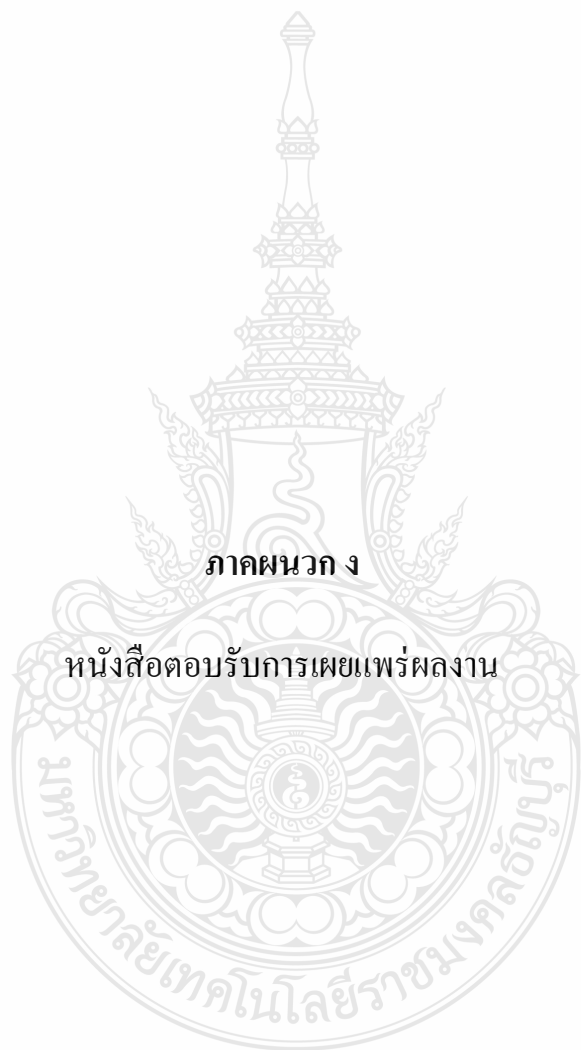 ภาคผนวก ง
หนังสือตอบรับการเผยแพร่ผลงาน
มหาวิทยาลัยเทคโนโลยีราชมงคลธัญบุรี